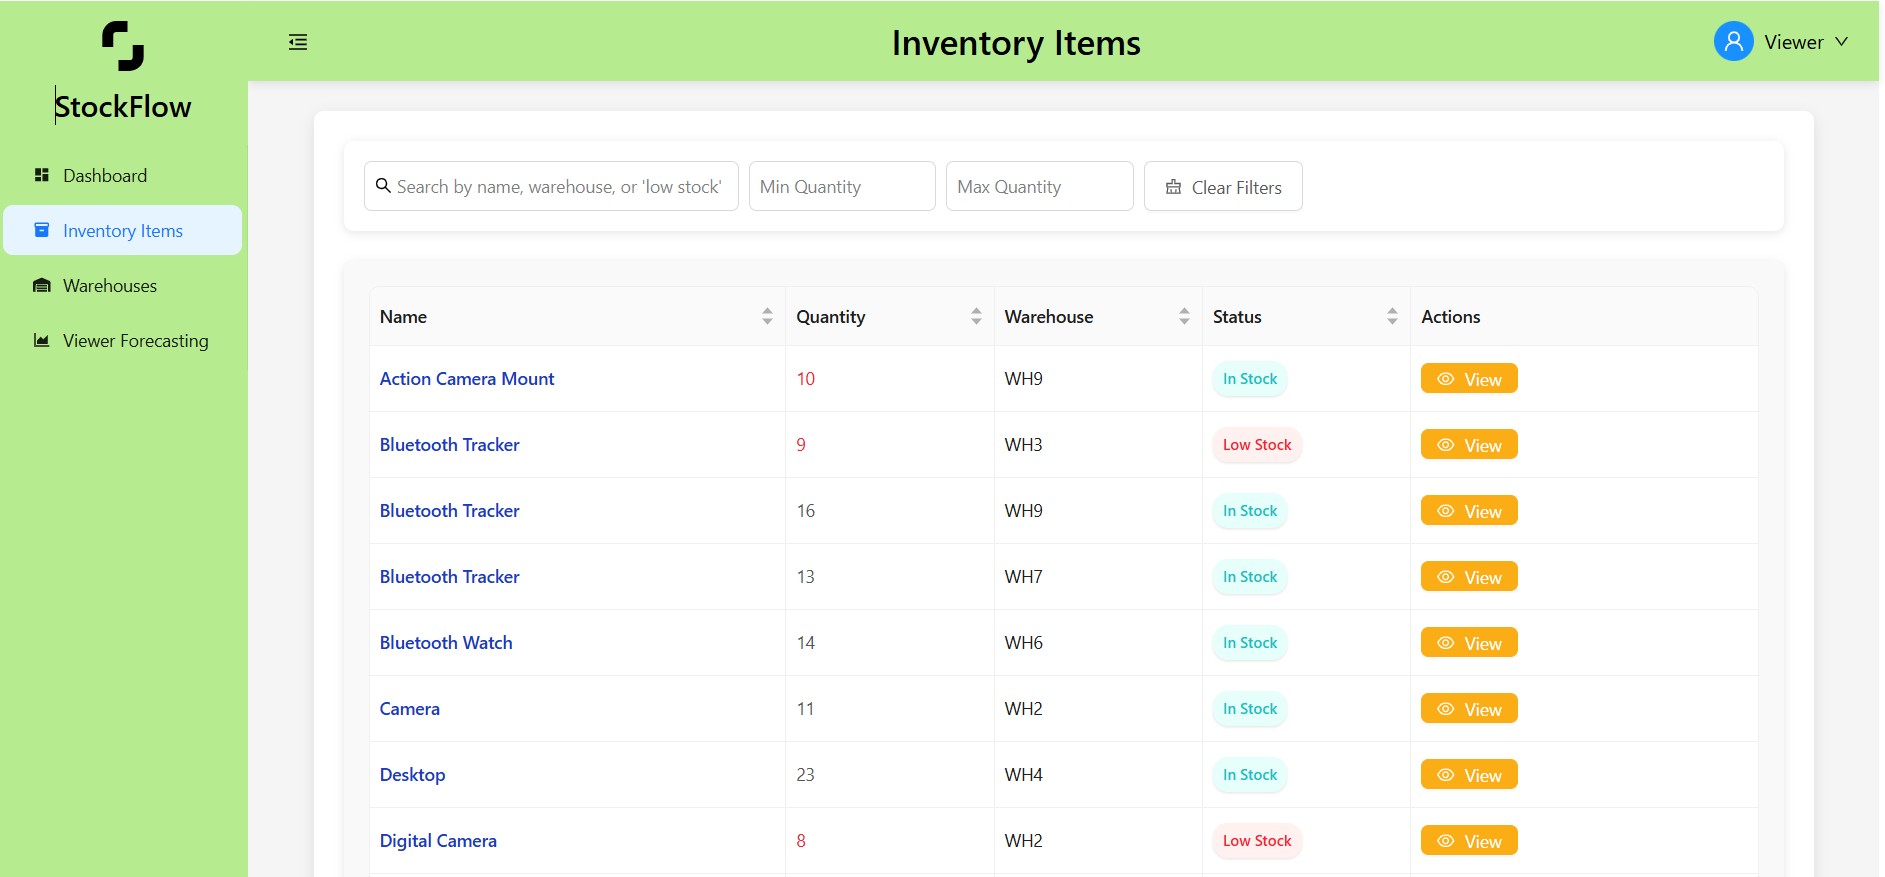 StockFlow
Inventory Items
Viewer
Dashboard
Inventory Items
Warehouses
Viewer Forecasting
Search by name, warehouse, or 'low stock' Min Quantity Max Quantity Clear Filters
Name Quantity Warehouse Status Actions
Action Camera Mount 10 WH9 In Stock View
Bluetooth Tracker 9 WH3 Low Stock View
Bluetooth Tracker 16 WH9 In Stock View
Bluetooth Tracker 13 WH7 In Stock View
Bluetooth Watch 14 WH6 In Stock View
Camera 11 WH2 In Stock View
Desktop 23 WH4 In Stock View
Digital Camera 8 WH2 Low Stock View